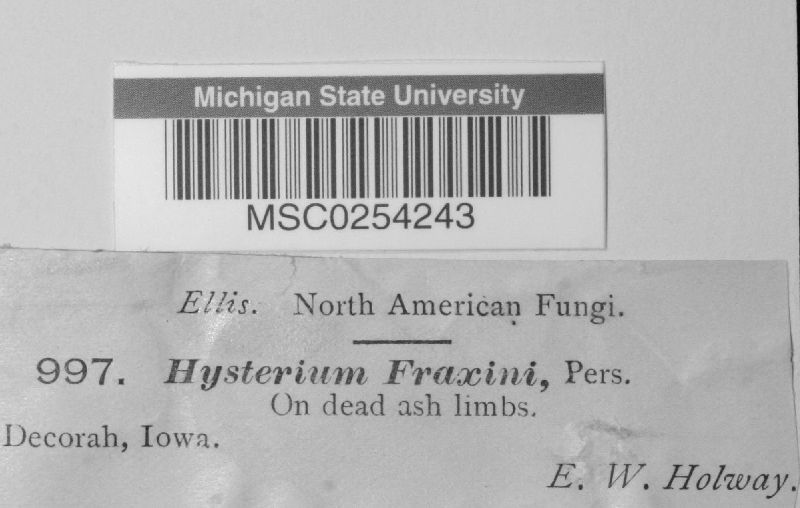 Michigan State University
MSC0254243
Ellis. North American Fungi.
997. Hysterium Fraxini, Pers.
On dead ash limbs.
Decorah, Iowa.
E. W. Holway.